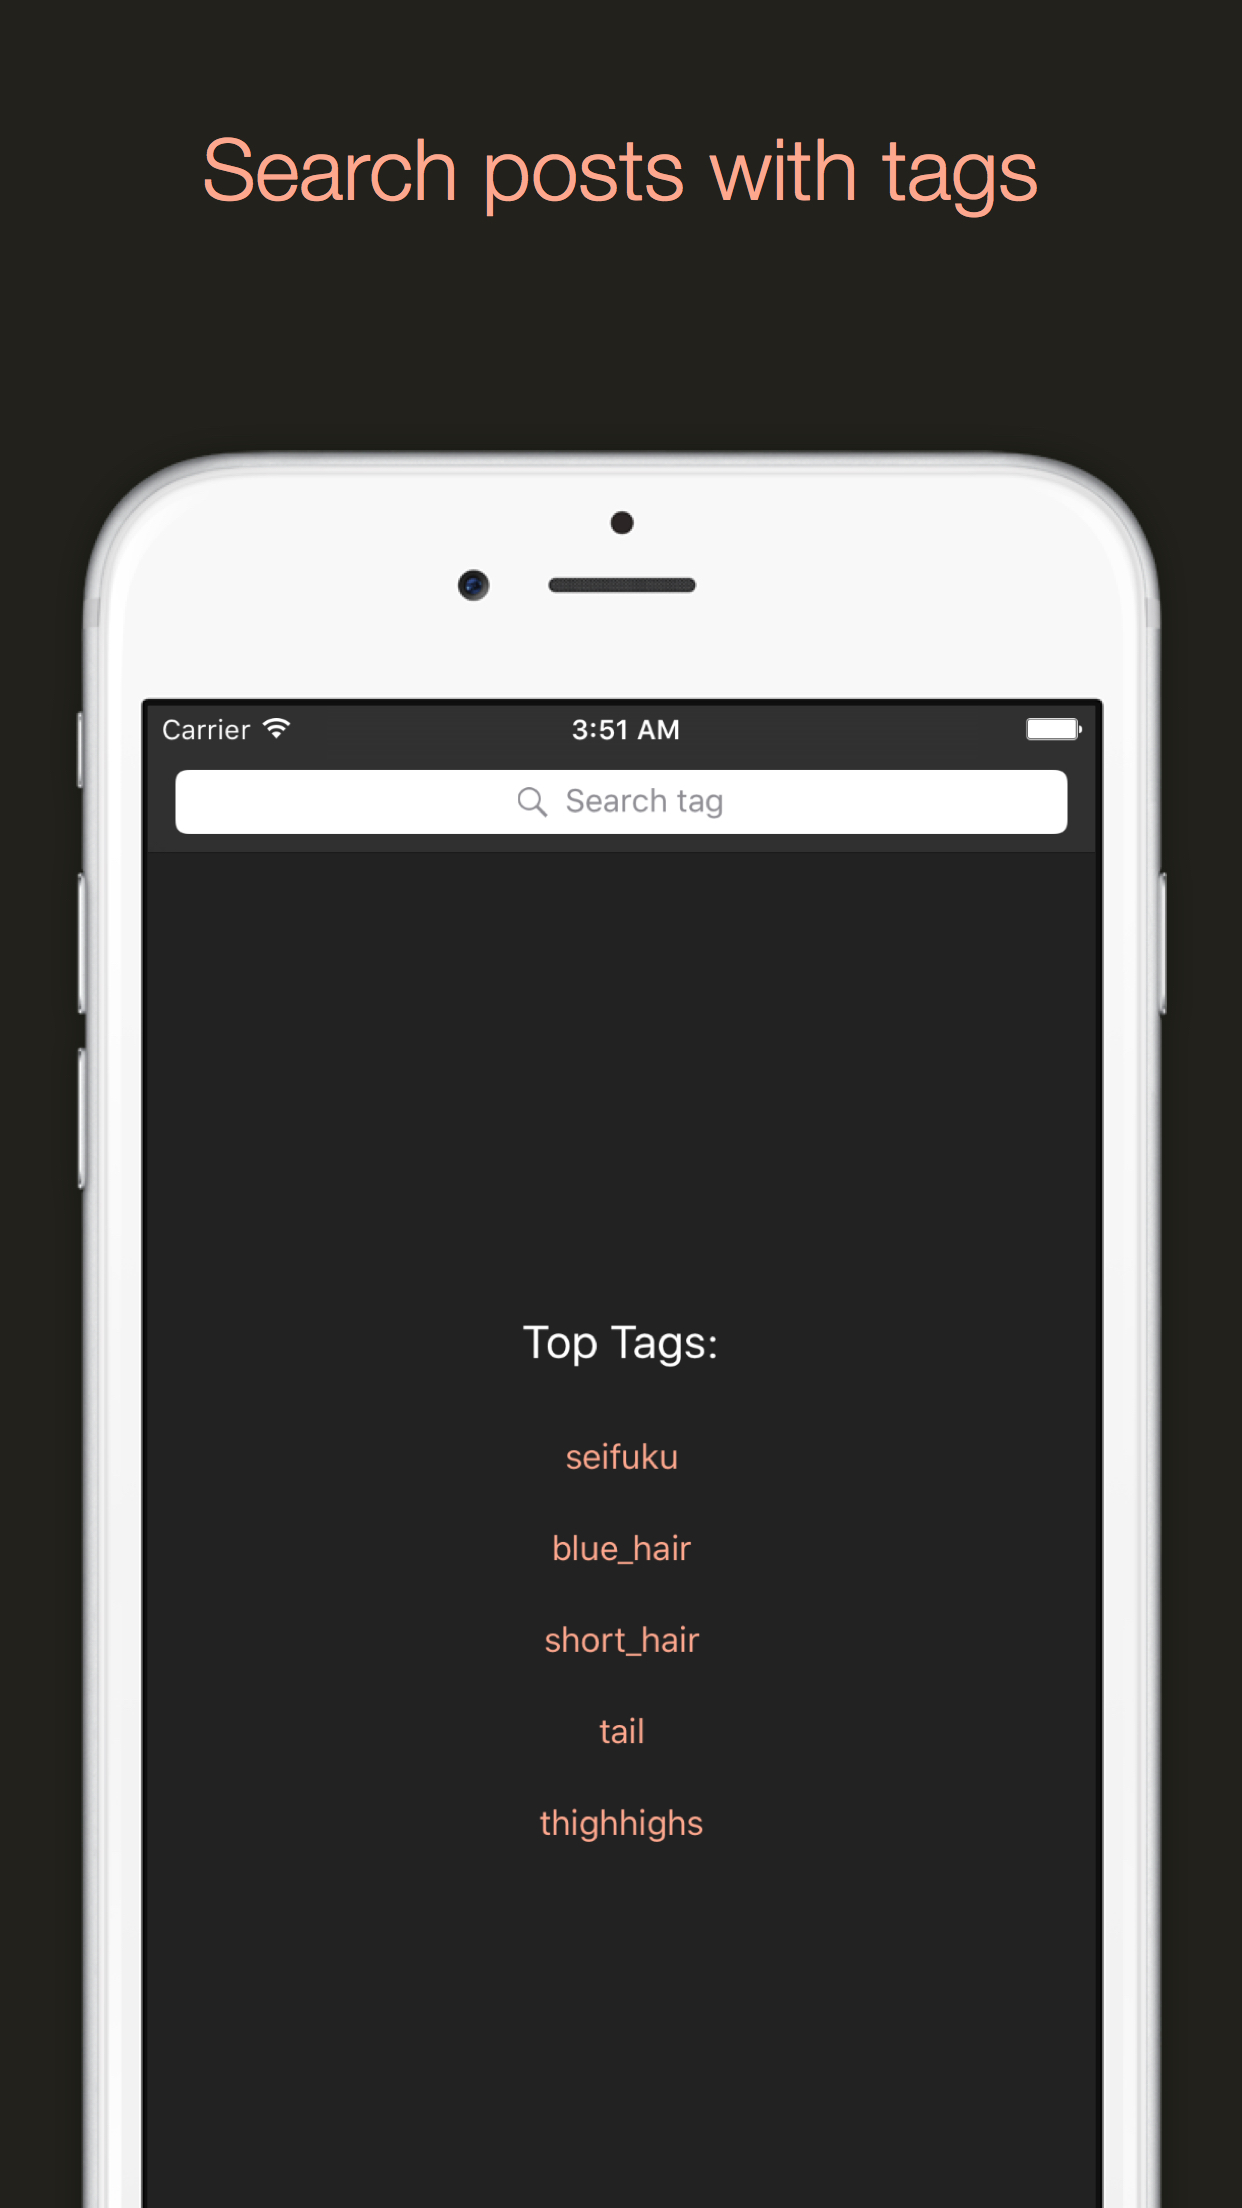 Search posts with tags
Carrier 3:51 AM
Search tag
Top Tags:
seifuku
blue_hair
short_hair
tail
thighhighs